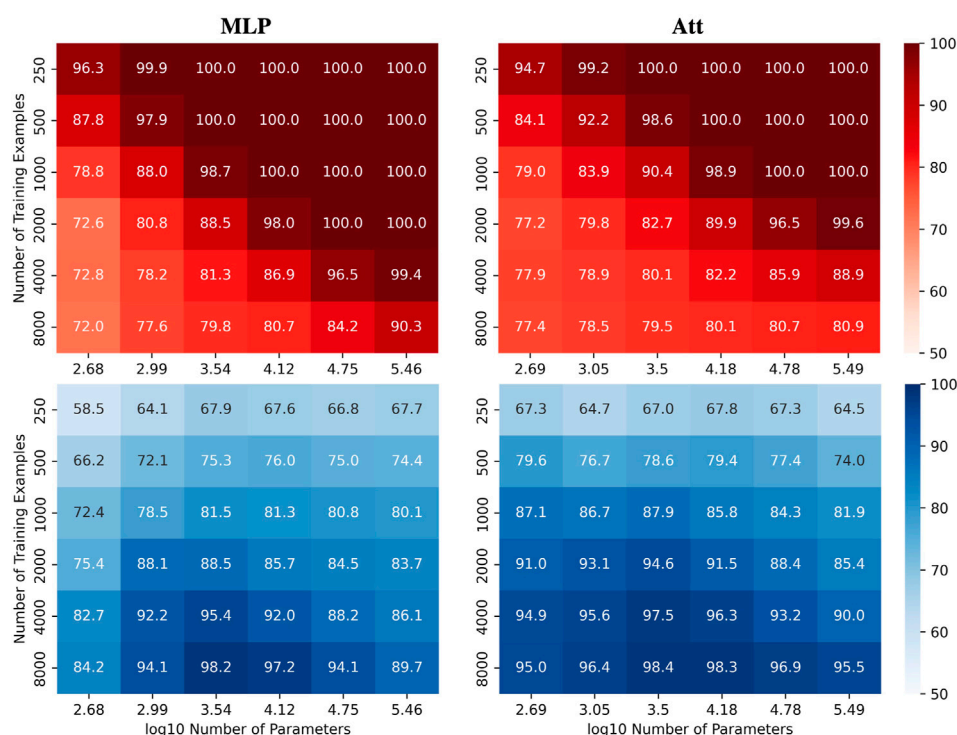 MLP Att
250 96.3 99.9 100.0 100.0 100.0 100.0 250 94.7 99.2 100.0 100.0 100.0 100.0 100
500 87.8 97.9 100.0 100.0 100.0 100.0 500 84.1 92.2 98.6 100.0 100.0 100.0 90
1000 78.8 88.0 98.7 100.0 100.0 100.0 1000 79.0 83.9 90.4 98.9 100.0 100.0 80
2000 72.6 80.8 88.5 98.0 100.0 100.0 2000 77.2 79.8 82.7 89.9 96.5 99.6 70
4000 72.8 78.2 81.3 86.9 96.5 99.4 4000 77.9 78.9 80.1 82.2 85.9 88.9 60
8000 72.0 77.6 79.8 80.7 84.2 90.3 8000 77.4 78.5 79.5 80.1 80.7 80.9 50
Number of Training Examples
2.68 2.99 3.54 4.12 4.75 5.46 2.69 3.05 3.5 4.18 4.78 5.49
250 58.5 64.1 67.9 67.6 66.8 67.7 250 67.3 64.7 67.0 67.8 67.3 64.5 100
500 66.2 72.1 75.3 76.0 75.0 74.4 500 79.6 76.7 78.6 79.4 77.4 74.0 90
1000 72.4 78.5 81.5 81.3 80.8 80.1 1000 87.1 86.7 87.9 85.8 84.3 81.9 80
2000 75.4 88.1 88.5 85.7 84.5 83.7 2000 91.0 93.1 94.6 91.5 88.4 85.4 70
4000 82.7 92.2 95.4 92.0 88.2 86.1 4000 94.9 95.6 97.5 96.3 93.2 90.0 60
8000 84.2 94.1 98.2 97.2 94.1 89.7 8000 95.0 96.4 98.4 98.3 96.9 95.5 50
Number of Training Examples
2.68 2.99 3.54 4.12 4.75 5.46 2.69 3.05 3.5 4.18 4.78 5.49
log10 Number of Parameters log10 Number of Parameters